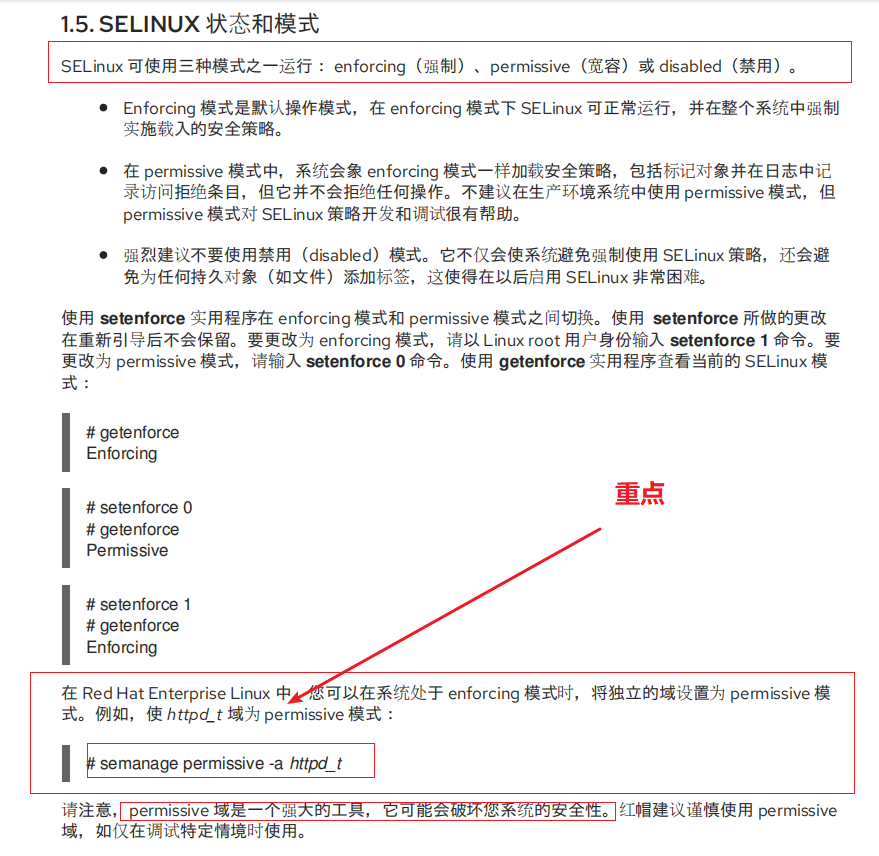 1.5. SELINUX 状态和模式
SELinux 可使用三种模式之一运行：enforcing（强制）、permissive（宽容）或 disabled（禁用）。
● Enforcing 模式是默认操作模式，在 enforcing 模式下 SELinux 可正常运行，并在整个系统中强制
实施载入的安全策略。
● 在 permissive 模式中，系统会象 enforcing 模式一样加载安全策略，包括标记对象并在日志中记
录访问拒绝条目，但它并不会拒绝任何操作。不建议在生产环境系统中使用 permissive 模式，但
permissive 模式对 SELinux 策略开发和调试很有帮助。
● 强烈建议不要使用禁用（disabled）模式。它不仅会使系统避免强制使用 SELinux 策略，还会避
免为任何持久对象（如文件）添加标签，这使得在以后启用 SELinux 非常困难。
使用 setenforce 实用程序在 enforcing 模式和 permissive 模式之间切换。使用 setenforce 所做的更改
在重新引导后不会保留。要更改为 enforcing 模式，请以 Linux root 用户身份输入 setenforce 1 命令。要
更改为 permissive 模式，请输入 setenforce 0 命令。使用 getenforce 实用程序查看当前的 SELinux 模
式：
# getenforce
Enforcing
重点
# setenforce 0
# getenforce
Permissive
# setenforce 1
# getenforce
Enforcing
在 Red Hat Enterprise Linux 中，您可以在系统处于 enforcing 模式时，将独立的域设置为 permissive 模
式。例如，使 httpd_t 域为 permissive 模式：
# semanage permissive -a httpd_t
请注意，permissive 域是一个强大的工具，它可能会破坏您系统的安全性。红帽建议谨慎使用 permissive
域，如仅在调试特定情境时使用。